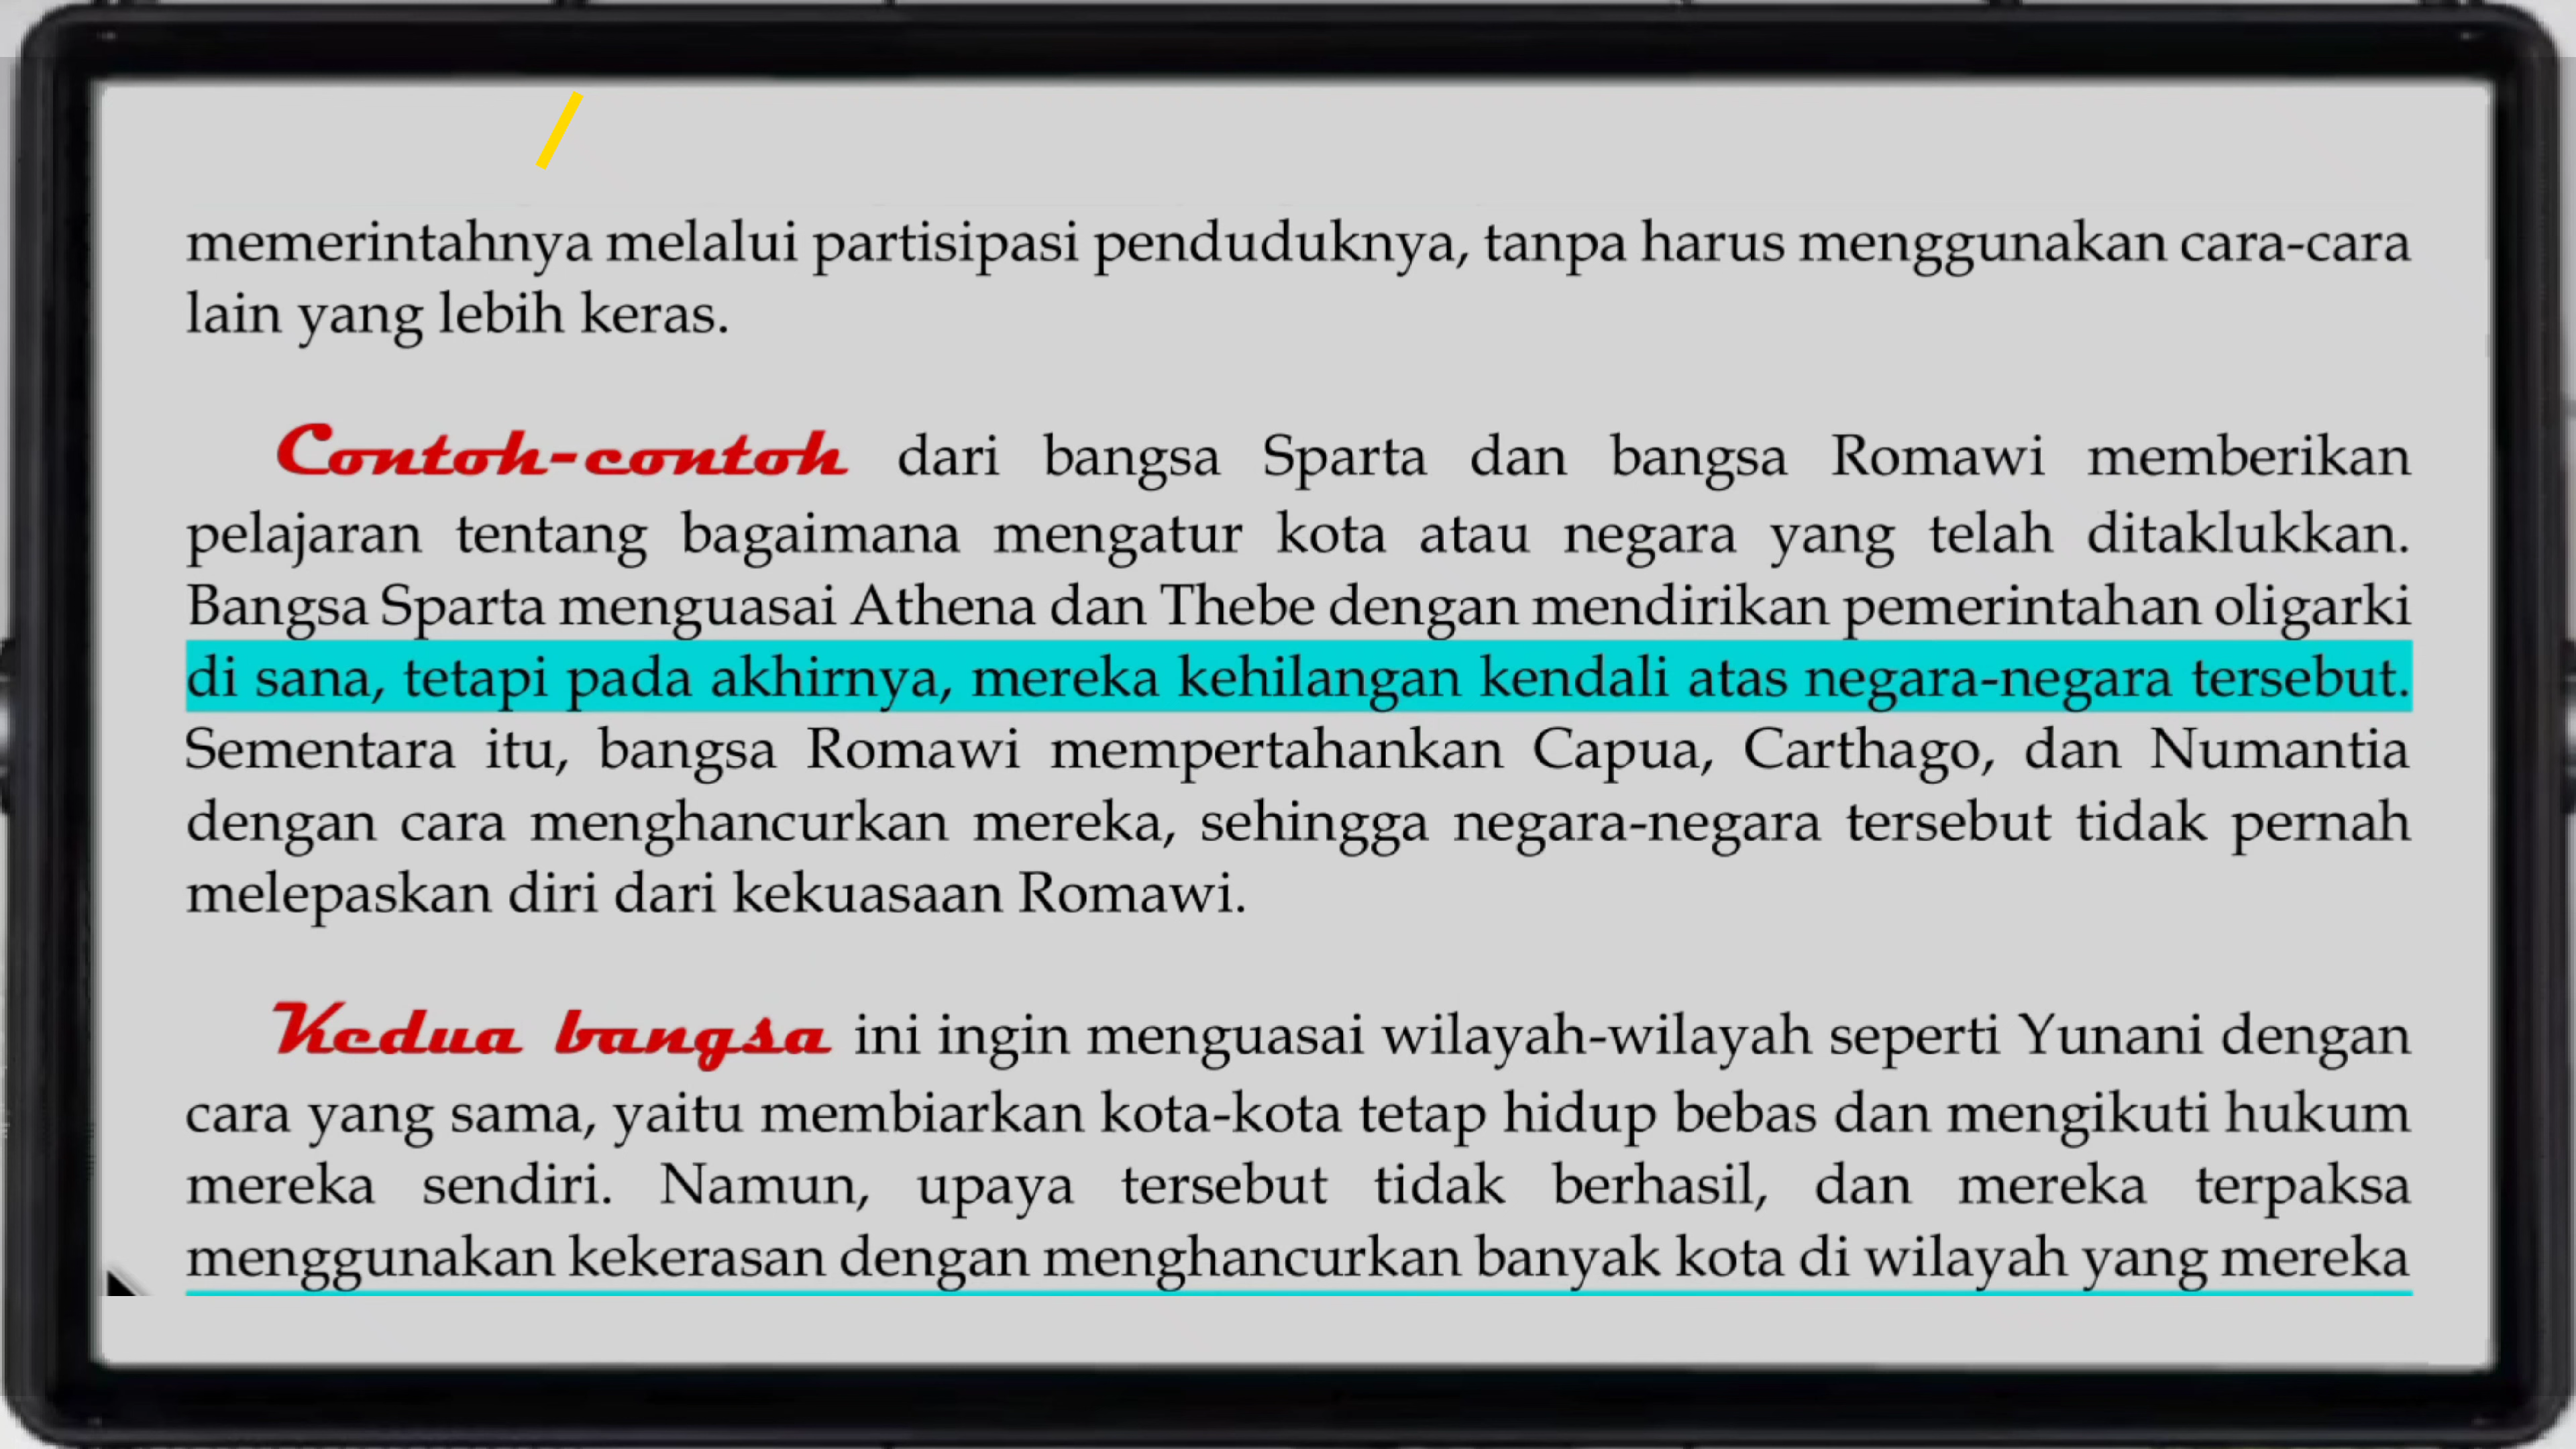 memerintahnya melalui partisipasi penduduknya, tanpa harus menggunakan cara-cara
lain yang lebih keras.
Contoh-contoh dari bangsa Sparta dan bangsa Romawi memberikan
pelajaran tentang bagaimana mengatur kota atau negara yang telah ditaklukkan.
Bangsa Sparta menguasai Athena dan Thebe dengan mendirikan pemerintahan oligarki
di sana, tetapi pada akhirnya, mereka kehilangan kendali atas negara-negara tersebut.
Sementara itu, bangsa Romawi mempertahankan Capua, Carthago, dan Numantia
dengan cara menghancurkan mereka, sehingga negara-negara tersebut tidak pernah
melepaskan diri dari kekuasaan Romawi.
Kedua bangsa ini ingin menguasai wilayah-wilayah seperti Yunani dengan
cara yang sama, yaitu membiarkan kota-kota tetap hidup bebas dan mengikuti hukum
mereka sendiri. Namun, upaya tersebut tidak berhasil, dan mereka terpaksa
menggunakan kekerasan dengan menghancurkan banyak kota di wilayah yang mereka